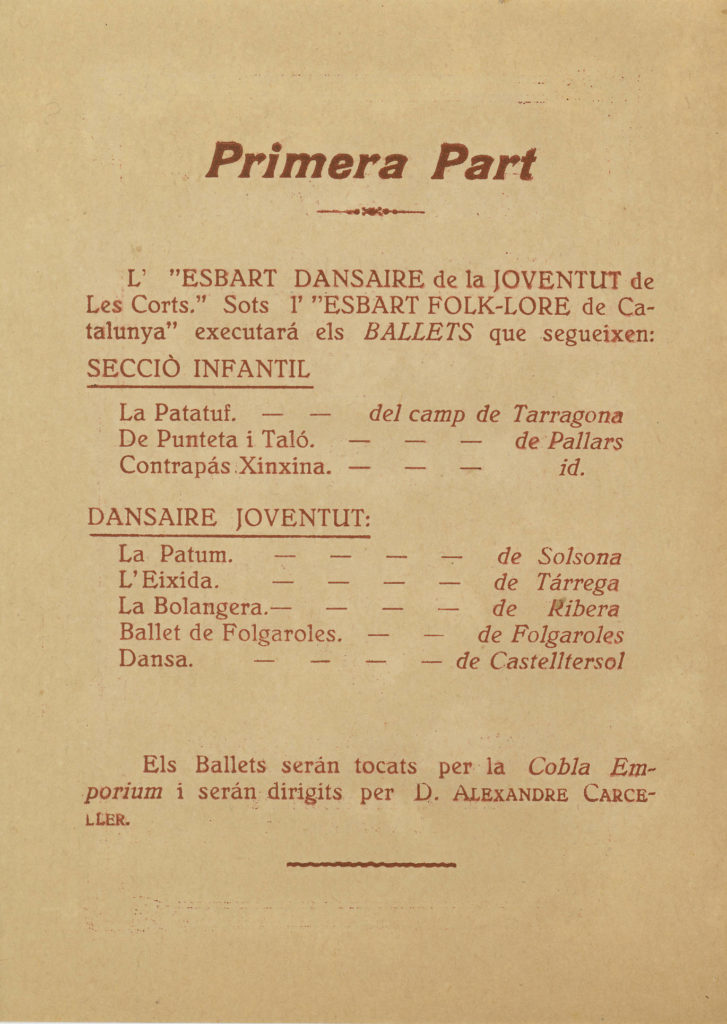 Primera Part
L' "ESBART DANSAIRE de la JOVENTUT de
Les Corts." Sots l' "ESBART FOLK-LORE de Ca-
talunya" executará els BALLETS que segueixen:
SECCIÒ INFANTIL
La Patatuf. — — del camp de Tarragona
De Punteta i Taló. — — — de Pallars
Contrapás Xinxina. — — — id.
DANSAIRE JOVENTUT:
La Patum. — — — — de Solsona
L'Eixida. — — — — de Tárrega
La Bolangera.— — — — de Ribera
Ballet de Folgaroles. — — de Folgaroles
Dansa. — — — — de Castelltersol
Els Ballets serán tocats per la Cobla Em-
porium i serán dirigits per D. ALEXANDRE CARCE-
LLER.